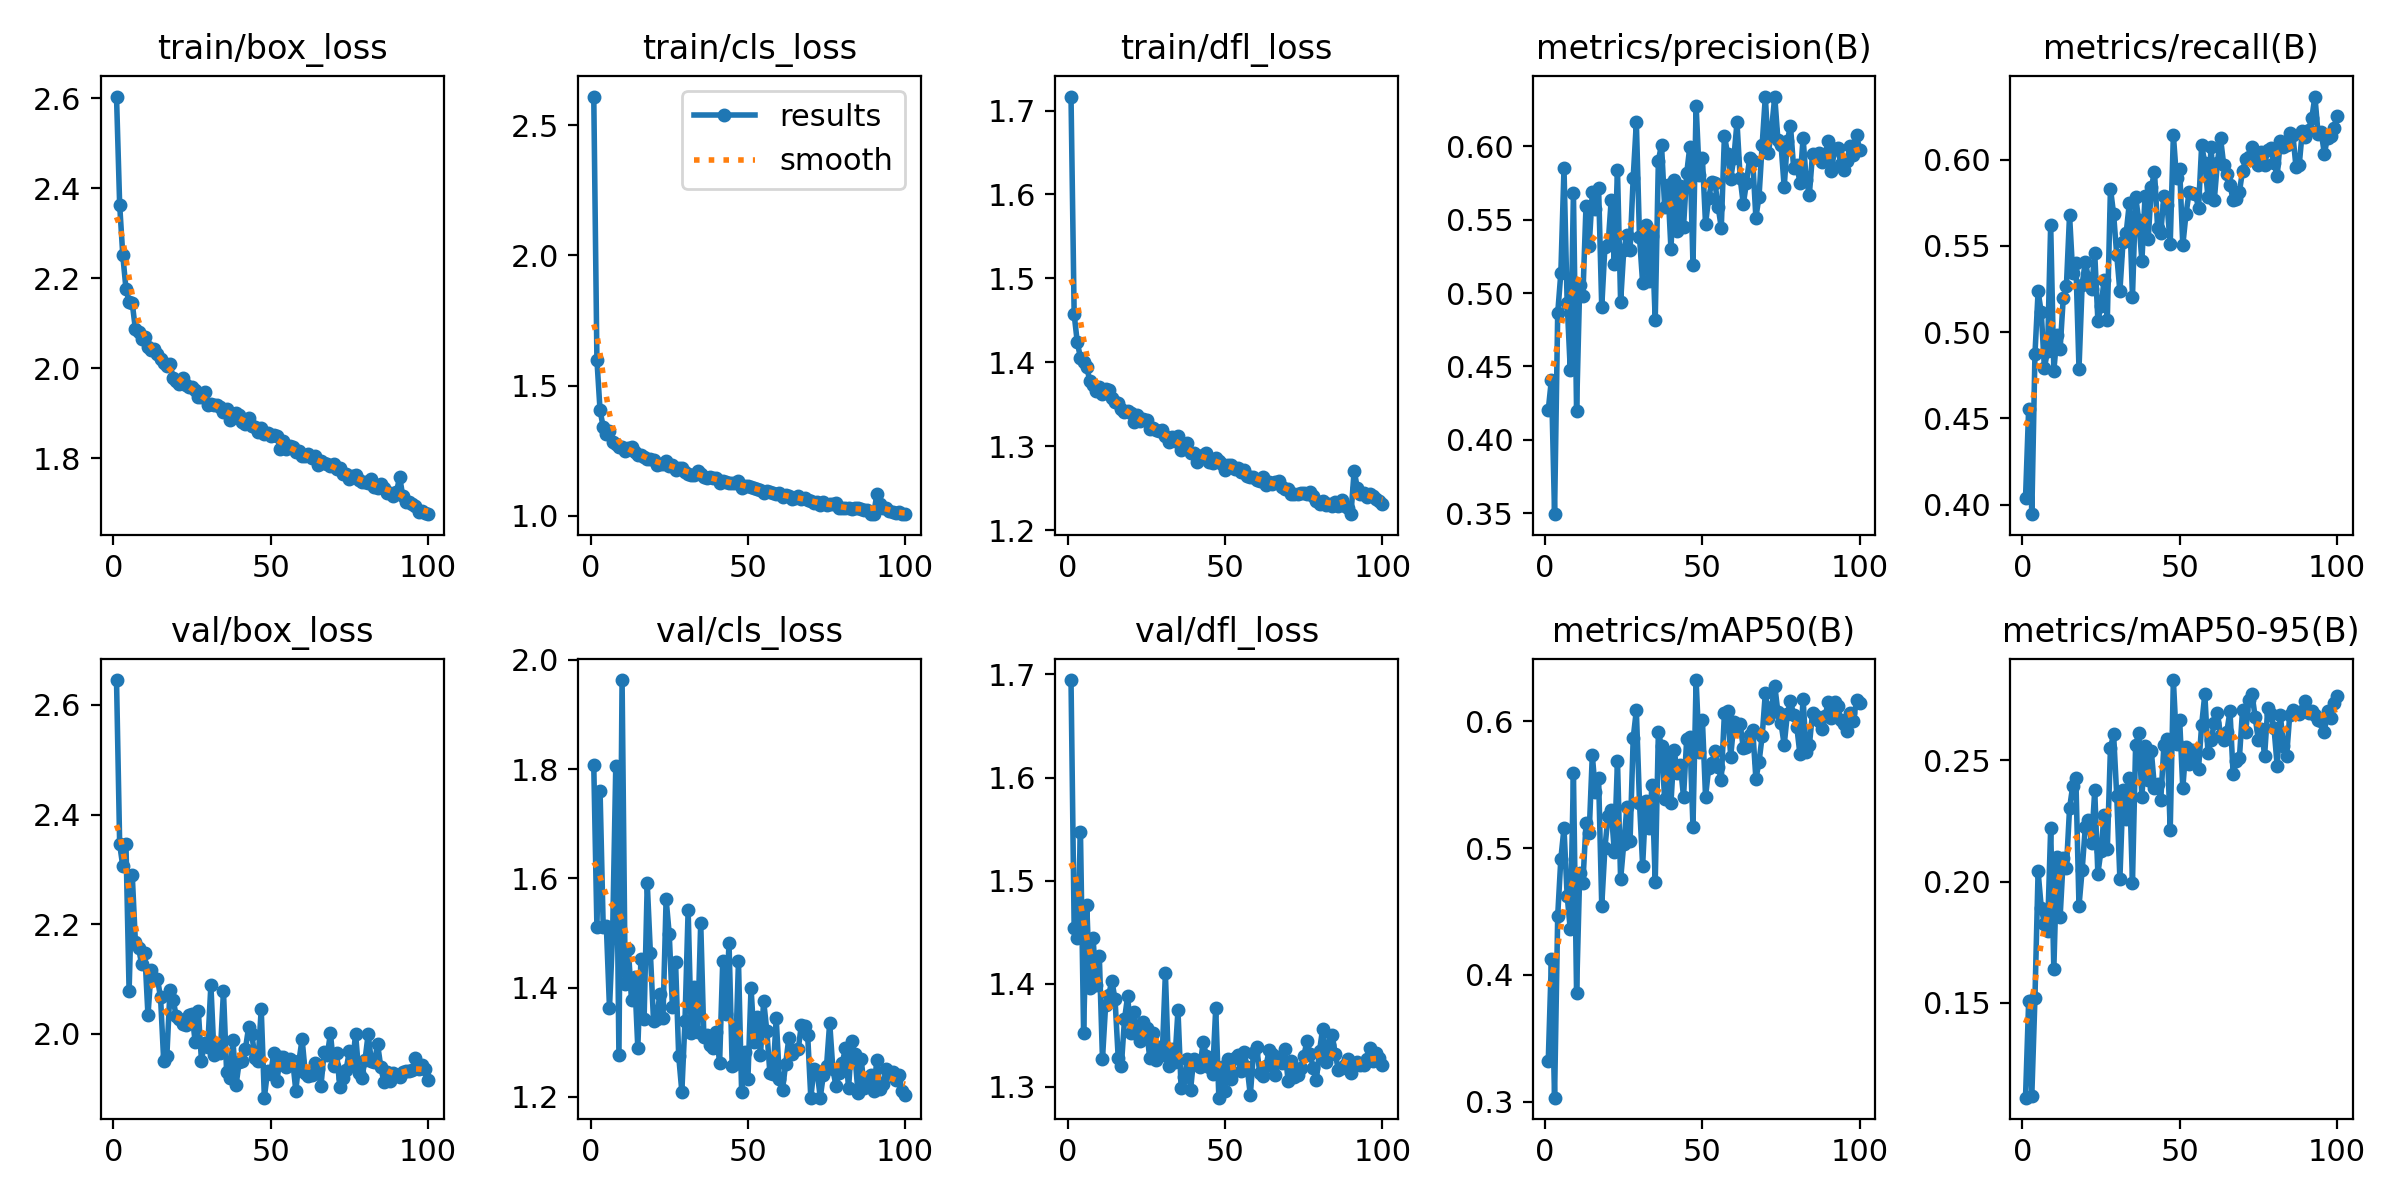 train/box_loss
2.6
2.4
2.2
2.0
1.8
0 50 100
train/cls_loss
results
smooth
2.5
2.0
1.5
1.0
0 50 100
train/dfl_loss
1.7
1.6
1.5
1.4
1.3
1.2
0 50 100
metrics/precision(B)
0.60
0.55
0.50
0.45
0.40
0.35
0 50 100
metrics/recall(B)
0.60
0.55
0.50
0.45
0.40
0 50 100
val/box_loss
2.6
2.4
2.2
2.0
0 50 100
val/cls_loss
2.0
1.8
1.6
1.4
1.2
0 50 100
val/dfl_loss
1.7
1.6
1.5
1.4
1.3
0 50 100
metrics/mAP50(B)
0.6
0.5
0.4
0.3
0 50 100
metrics/mAP50-95(B)
0.25
0.20
0.15
0 50 100